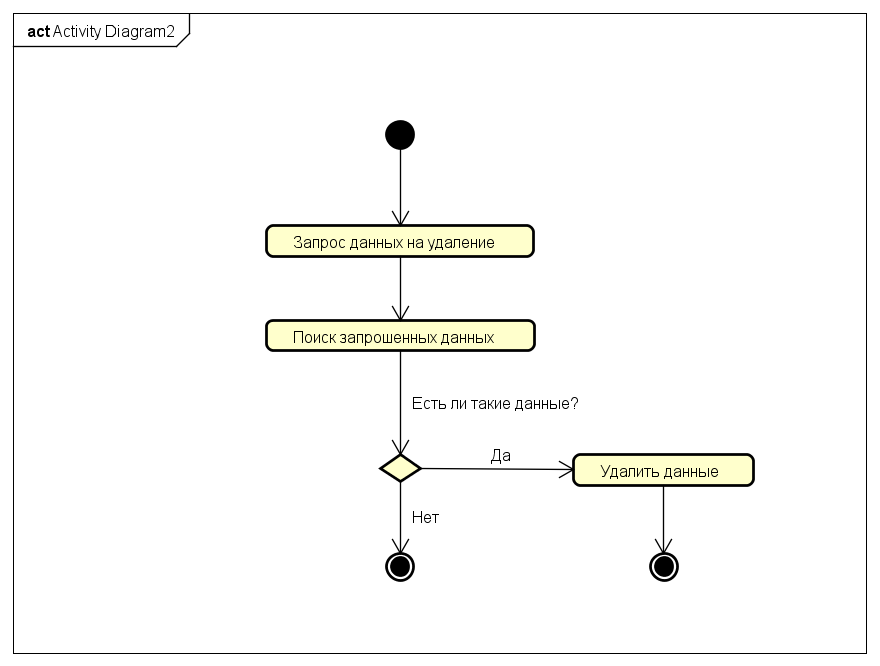 act Activity Diagram2
Запрос данных на удаление
Поиск запрошенных данных
Есть ли такие данные?
Да
Удалить данные
Нет